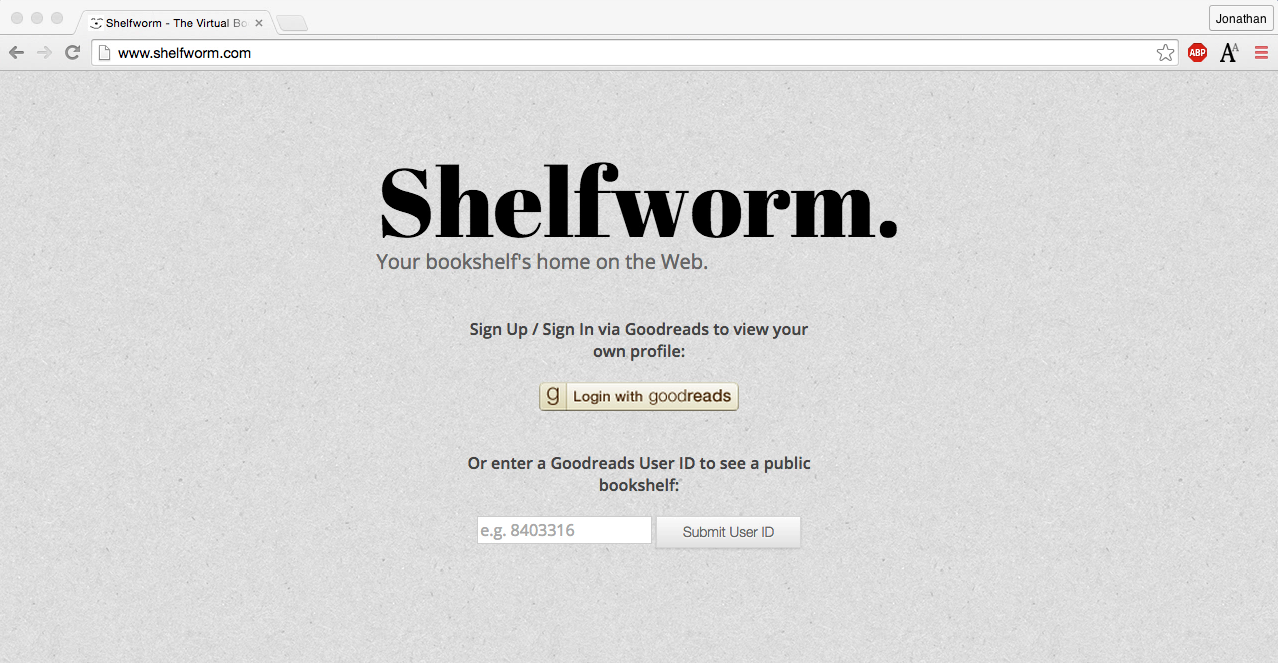 Shelfworm - The Virtual Bo
Jonathan
www.shelfworm.com
ABP
AA
Shelfworm.
Your bookshelf's home on the Web.
Sign Up / Sign In via Goodreads to view your
own profile:
g Login with goodreads
Or enter a Goodreads User ID to see a public
bookshelf:
e.g. 8403316
Submit User ID